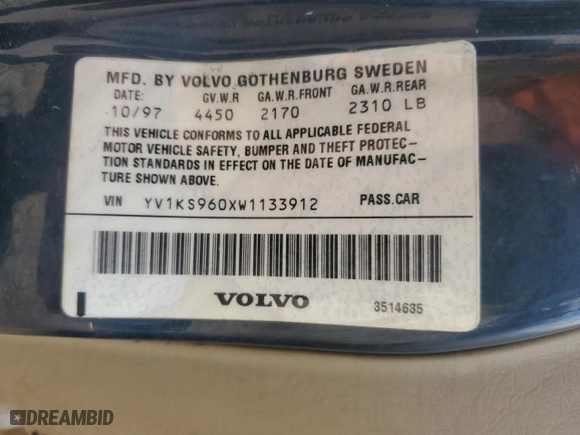 MFD. BY VOLVO GOTHENBURG SWEDEN
DATE: GV.W.R GA.W.R.FRONT GA.W.R.REAR
10/97 4450 2170 2310 LB
THIS VEHICLE CONFORMS TO ALL APPLICABLE FEDERAL
MOTOR VEHICLE SAFETY, BUMPER AND THEFT PROTEC-
TION STANDARDS IN EFFECT ON THE DATE OF MANUFAC-
TURE SHOWN ABOVE.
VIN YV1KS960XW1133912 PASS.CAR
VOLVO 3514635
DREAMBID